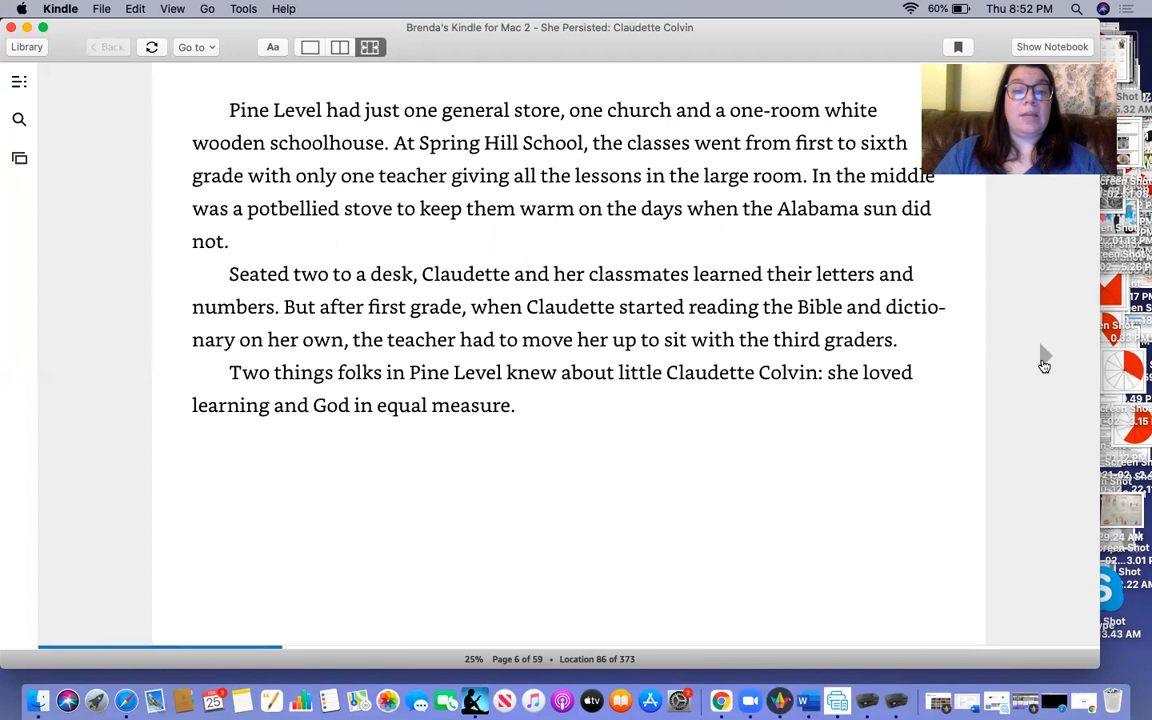 Kindle File Edit View Go Tools Help 60% Thu 8:52 PM
Brenda's Kindle for Mac 2 - She Persisted: Claudette Colvin
Library Back Go to Aa Show Notebook
Pine Level had just one general store, one church and a one-room white
wooden schoolhouse. At Spring Hill School, the classes went from first to sixth
grade with only one teacher giving all the lessons in the large room. In the middle
was a potbellied stove to keep them warm on the days when the Alabama sun did
not.
Seated two to a desk, Claudette and her classmates learned their letters and
numbers. But after first grade, when Claudette started reading the Bible and dictio-
nary on her own, the teacher had to move her up to sit with the third graders.
Two things folks in Pine Level knew about little Claudette Colvin: she loved
learning and God in equal measure.
25% Page 6 of 59 • Location 86 of 373